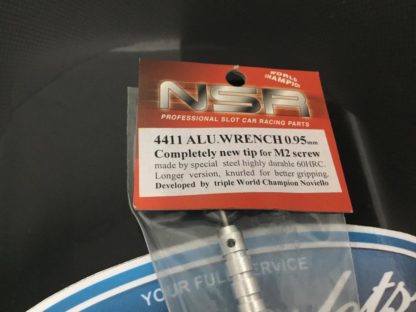 WORLD
CHAMPION
NSR
PROFESSIONAL SLOT CAR RACING PARTS
4411 ALU.WRENCH 0.95mm
Completely new tip for M2 screw
made by special steel highly durable 60HRC.
Longer version, knurled for better gripping.
Developed by triple World Champion Noviello
YOUR FULL SERVICE